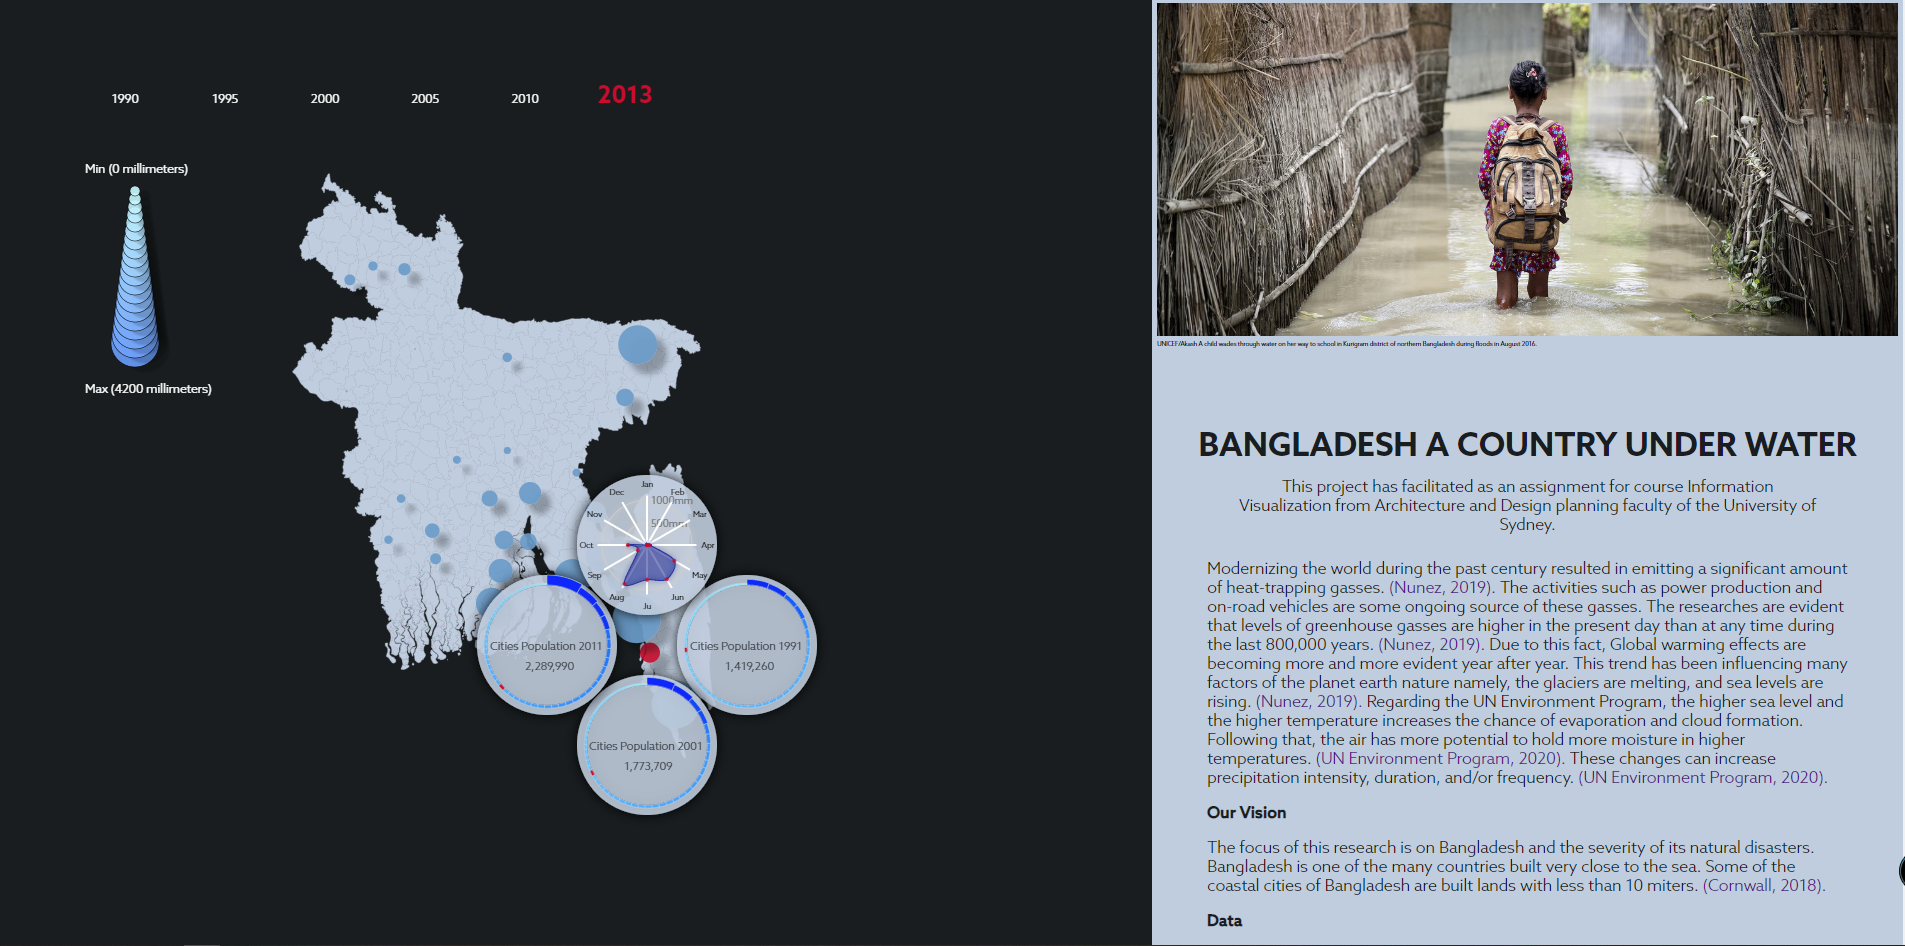 1990
1995
2000
2005
2010
2013
Min (0 millimeters)
Max (4200 millimeters)
Jan
Feb
Mar
Apr
May
Jun
Ju
Aug
Sep
Oct
Nov
Dec
1000mm
500mm
Cities Population 2011
2,289,990
Cities Population 1991
1,419,260
Cities Population 2001
1,773,709
UNICEF/Akash A child wades through water on her way to school in Kurigram district of northern Bangladesh during floods in August 2016.
BANGLADESH A COUNTRY UNDER WATER
This project has facilitated as an assignment for course Information
Visualization from Architecture and Design planning faculty of the University of
Sydney.
Modernizing the world during the past century resulted in emitting a significant amount
of heat-trapping gasses. (Nunez, 2019). The activities such as power production and
on-road vehicles are some ongoing source of these gasses. The researches are evident
that levels of greenhouse gasses are higher in the present day than at any time during
the last 800,000 years. (Nunez, 2019). Due to this fact, Global warming effects are
becoming more and more evident year after year. This trend has been influencing many
factors of the planet earth nature namely, the glaciers are melting, and sea levels are
rising. (Nunez, 2019). Regarding the UN Environment Program, the higher sea level and
the higher temperature increases the chance of evaporation and cloud formation.
Following that, the air has more potential to hold more moisture in higher
temperatures. (UN Environment Program, 2020). These changes can increase
precipitation intensity, duration, and/or frequency. (UN Environment Program, 2020).
Our Vision
The focus of this research is on Bangladesh and the severity of its natural disasters.
Bangladesh is one of the many countries built very close to the sea. Some of the
coastal cities of Bangladesh are built lands with less than 10 miters. (Cornwall, 2018).
Data